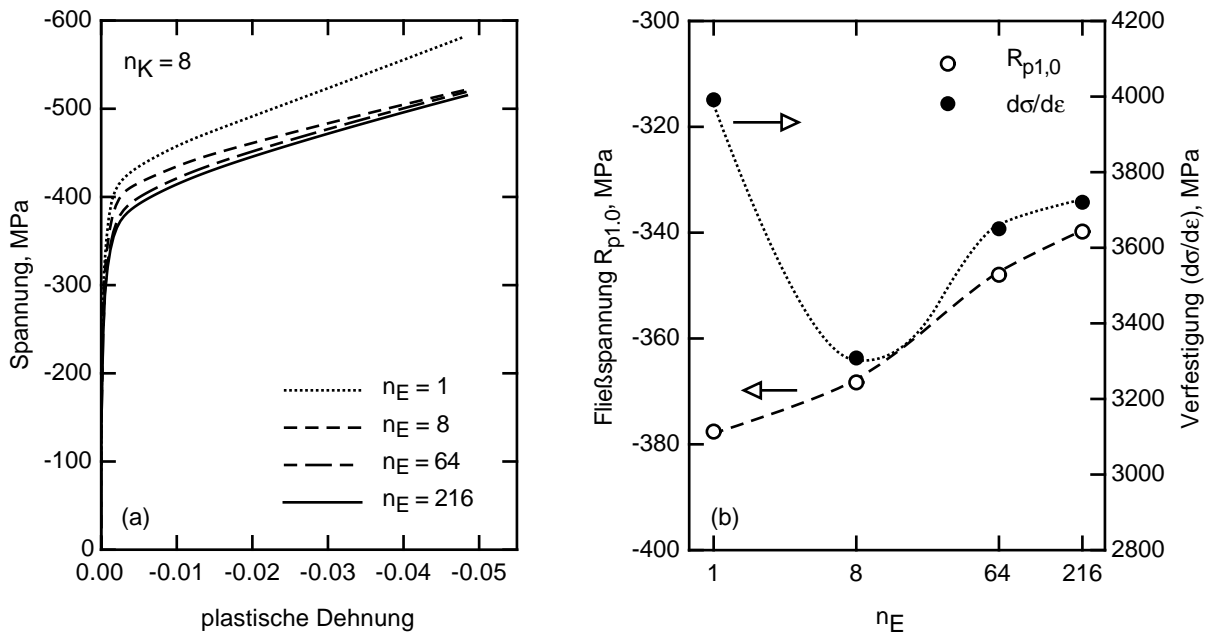 -600
-500
-400
-300
-200
-100
0
Spannung, MPa
n_K = 8
n_E = 1
n_E = 8
n_E = 64
n_E = 216
(a)
0.00 -0.01 -0.02 -0.03 -0.04 -0.05
plastische Dehnung
-300
-320
-340
-360
-380
-400
Fließspannung R_p1.0, MPa
R_p1,0
dσ/dε
(b)
1 8 64 216
n_E
4200
4000
3800
3600
3400
3200
3000
2800
Verfestigung (dσ/dε), MPa